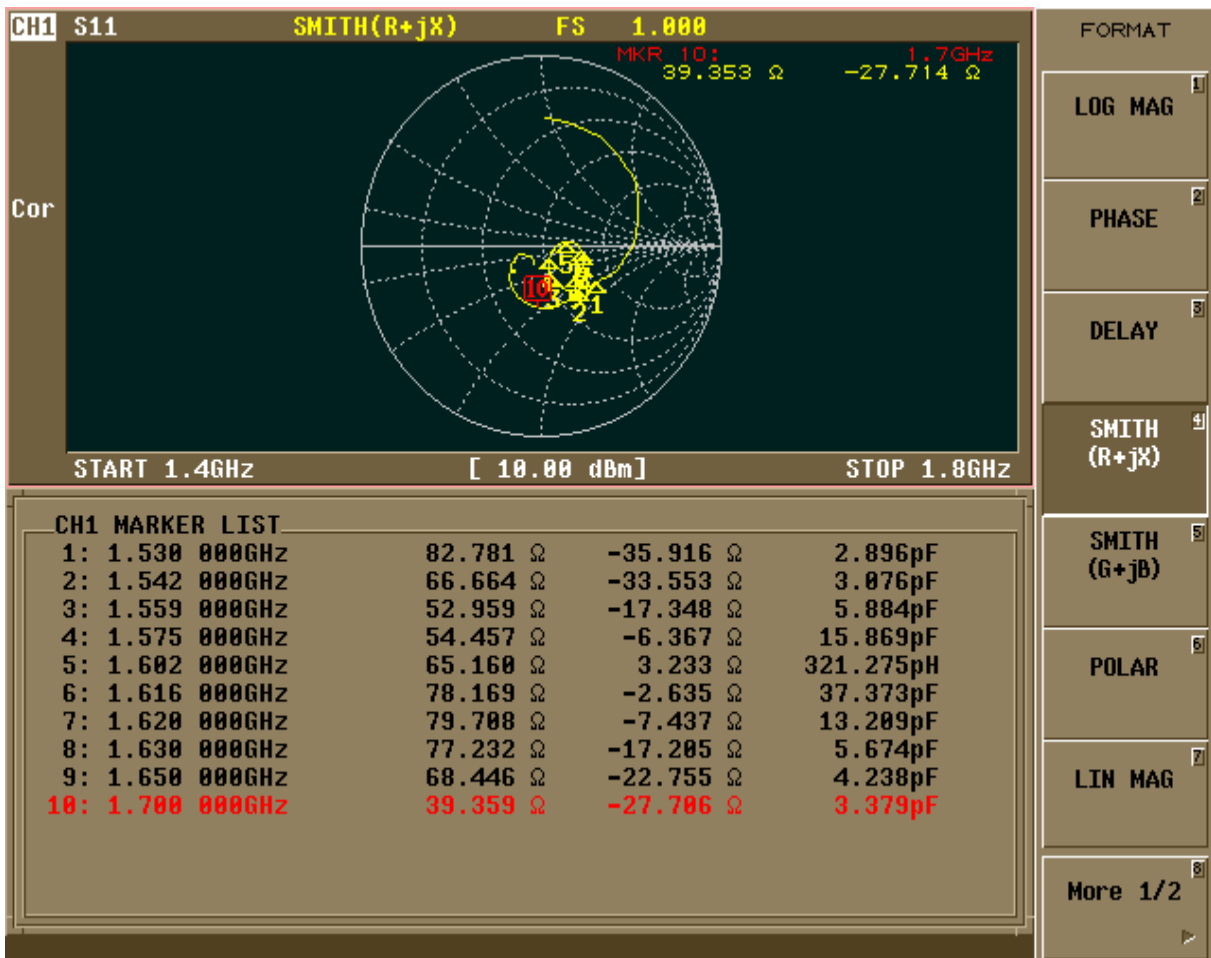 CH1 S11 SMITH(R+jX) FS 1.000
MKR 10: 1.7GHz
39.353 Ω -27.714 Ω
Cor
5
10
2
1
START 1.4GHz [ 10.00 dBm] STOP 1.8GHz
CH1 MARKER LIST
1: 1.530 000GHz 82.781 Ω -35.916 Ω 2.896pF
2: 1.542 000GHz 66.664 Ω -33.553 Ω 3.076pF
3: 1.559 000GHz 52.959 Ω -17.348 Ω 5.884pF
4: 1.575 000GHz 54.457 Ω -6.367 Ω 15.869pF
5: 1.602 000GHz 65.160 Ω 3.233 Ω 321.275pH
6: 1.616 000GHz 78.169 Ω -2.635 Ω 37.373pF
7: 1.620 000GHz 79.708 Ω -7.437 Ω 13.209pF
8: 1.630 000GHz 77.232 Ω -17.205 Ω 5.674pF
9: 1.650 000GHz 68.446 Ω -22.755 Ω 4.238pF
10: 1.700 000GHz 39.359 Ω -27.706 Ω 3.379pF
FORMAT
1
LOG MAG
2
PHASE
3
DELAY
4
SMITH
(R+jX)
5
SMITH
(G+jB)
6
POLAR
7
LIN MAG
8
More 1/2